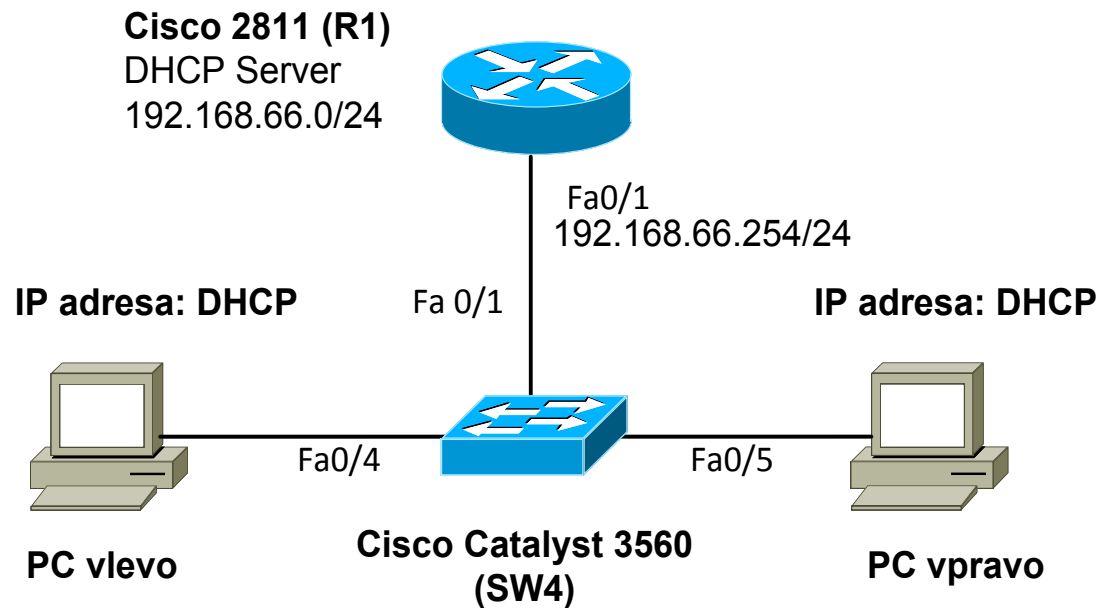 Cisco 2811 (R1)
DHCP Server
192.168.66.0/24
Fa0/1
192.168.66.254/24
IP adresa: DHCP
Fa 0/1
IP adresa: DHCP
Fa0/4
Fa0/5
PC vlevo
Cisco Catalyst 3560
(SW4)
PC vpravo